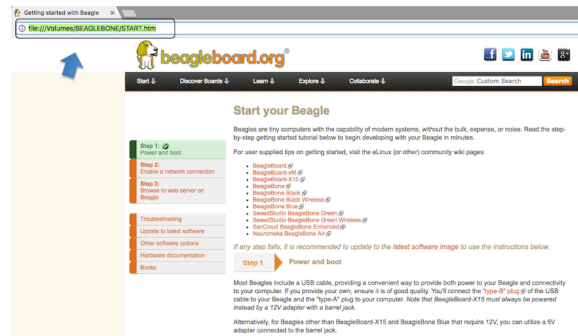 Getting started with Beagle
file:///Volumes/BEAGLEBONE/START.htm
beagleboard.org®
Start
Discover Boards
Learn
Explore
Collaborate
Google Custom Search
Search
Start your Beagle
Beagles are tiny computers with the capability of modern systems, without the bulk, expense, or noise. Read the step-
by-step getting started tutorial below to begin developing with your Beagle in minutes.
For user supplied tips on getting started, visit the eLinux (or other) community wiki pages:
BeagleBoard
BeagleBoard-xM
BeagleBoard-X15
BeagleBone
BeagleBone Black
BeagleBone Black Wireless
BeagleBone Blue
SeeedStudio BeagleBone Green
SeeedStudio BeagleBone Green Wireless
SanCloud BeagleBone Enhanced
Neuromeka BeagleBone Air
Step 1:
Power and boot
Step 2:
Enable a network connection
Step 3:
Browse to web server on
Beagle
Troubleshooting
Update to latest software
Other software options
Hardware documentation
Books
If any step fails, it is recommended to update to the latest software image to use the instructions below.
Step 1
Power and boot
Most Beagles include a USB cable, providing a convenient way to provide both power to your Beagle and connectivity
to your computer. If you provide your own, ensure it is of good quality. You'll connect the "type-B" plug of the USB
cable to your Beagle and the "type-A" plug to your computer. Note that BeagleBoard-X15 must always be powered
instead by a 12V adapter with a barrel jack.
Alternatively, for Beagles other than BeagleBoard-X15 and BeagleBone Blue that require 12V, you can utilize a 5V
adapter connected to the barrel jack.